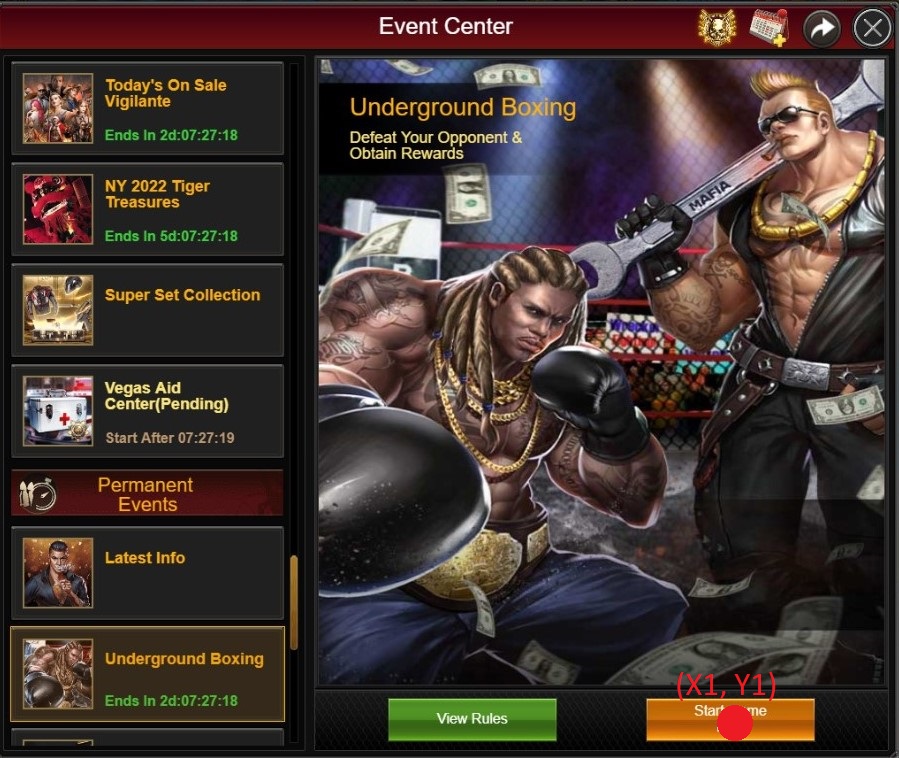 Event Center
Today's On Sale
Vigilante
Ends In 2d:07:27:18
NY 2022 Tiger
Treasures
Ends In 5d:07:27:18
Super Set Collection
Vegas Aid
Center(Pending)
Start After 07:27:19
Permanent
Events
Latest Info
Underground Boxing
Ends In 2d:07:27:18
Underground Boxing
Defeat Your Opponent &
Obtain Rewards
MAFIA
(X1, Y1)
View Rules